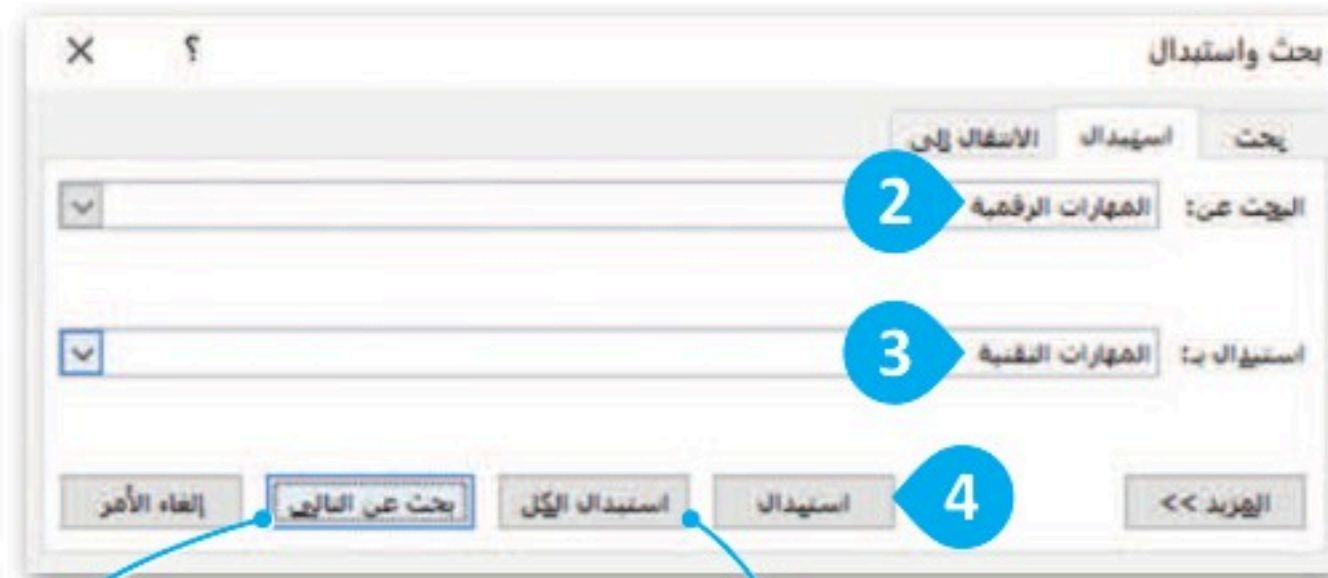 بحث واستبدال
؟ ×
بحث استبدال الانتقال إلى
البحث عن: المهارات الرقمية 2
استبدال بـ: المهارات التقنية 3
المزيد >> 4 استبدال استبدال الكل بحث عن التالي إلغاء الأمر